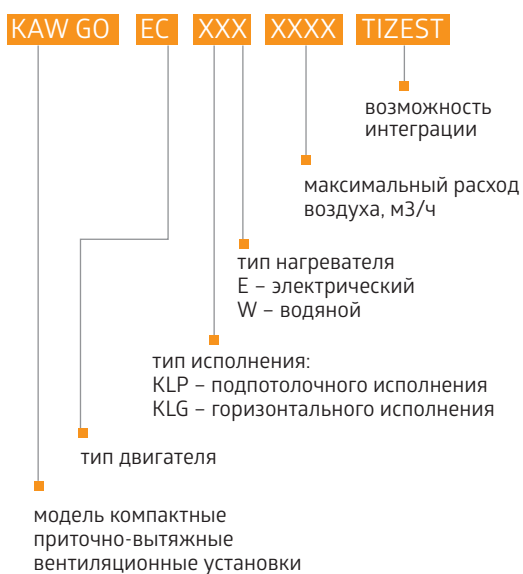 KAW GO EC XXX XXXX TIZEST
возможность
интеграции
максимальный расход
воздуха, м3/ч
тип нагревателя
E – электрический
W – водяной
тип исполнения:
KLP – подпотолочного исполнения
KLG – горизонтального исполнения
тип двигателя
модель компактные
приточно-вытяжные
вентиляционные установки